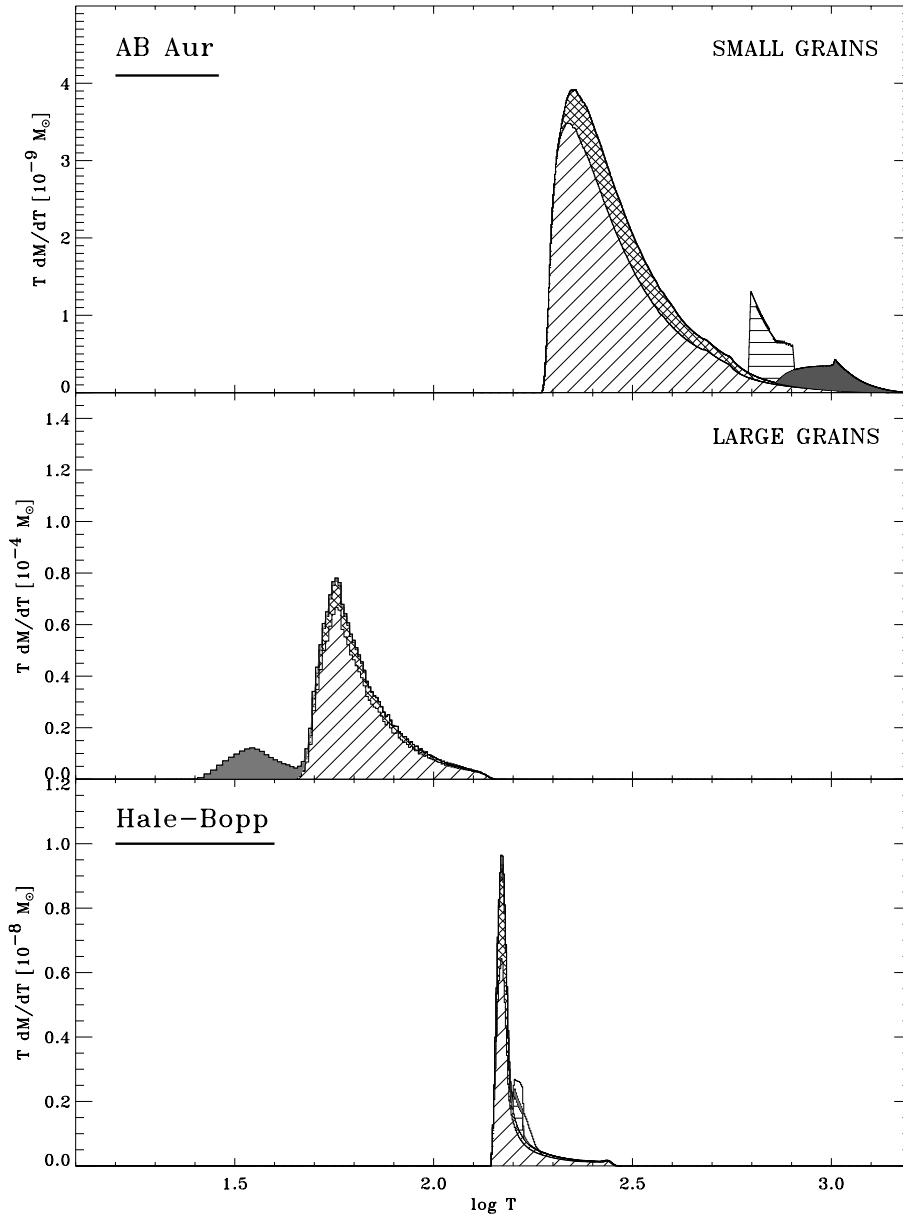 AB Aur
SMALL GRAINS
T dM/dT [10⁻⁹ M☉]
4
3
2
1
0
LARGE GRAINS
T dM/dT [10⁻⁴ M☉]
1.4
1.2
1.0
0.8
0.6
0.4
0.2
0.0
Hale-Bopp
T dM/dT [10⁻⁸ M☉]
1.2
1.0
0.8
0.6
0.4
0.2
0.0
1.5 2.0 2.5 3.0
log T